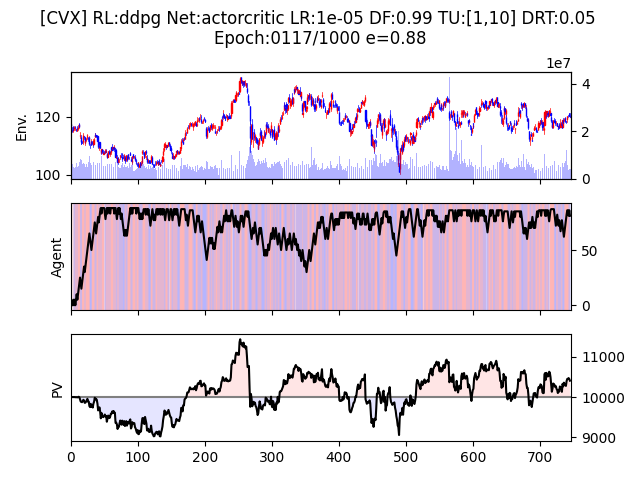 [CVX] RL:ddpg Net:actorcritic LR:1e-05 DF:0.99 TU:[1,10] DRT:0.05
Epoch:0117/1000 e=0.88
1e7
Env.
120
100
4
2
0
Agent
50
0
PV
11000
10000
9000
0 100 200 300 400 500 600 700